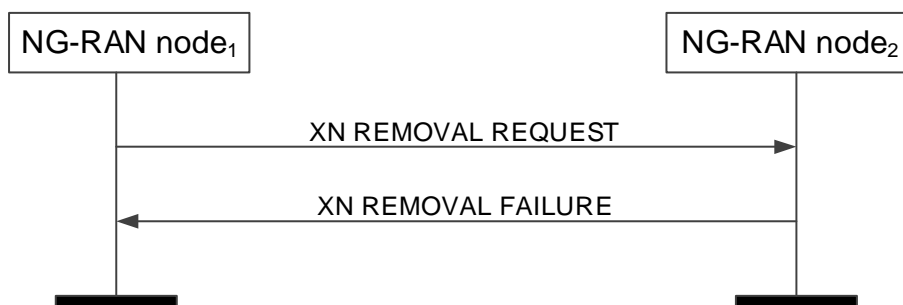 NG-RAN node₁
NG-RAN node₂
XN REMOVAL REQUEST
XN REMOVAL FAILURE